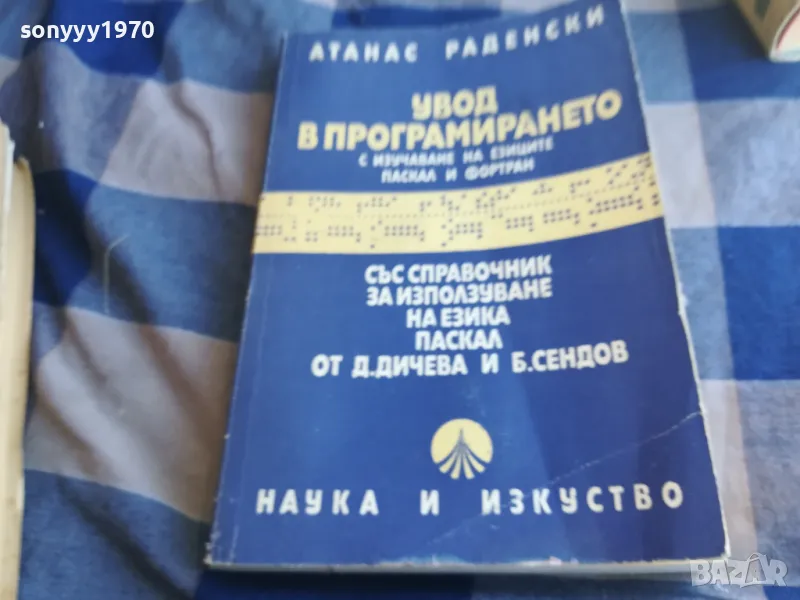 sonyyy1970
АТАНАС РАДЕНСКИ
УВОД
В ПРОГРАМИРАНЕТО
С ИЗУЧАВАНЕ НА ЕЗИЦИТЕ
ПАСКАЛ И ФОРТРАН
СЪС СПРАВОЧНИК
ЗА ИЗПОЛЗУВАНЕ
НА ЕЗИКА
ПАСКАЛ
ОТ Д.ДИЧЕВА И Б.СЕНДОВ
НАУКА И ИЗКУСТВО
BAZAR